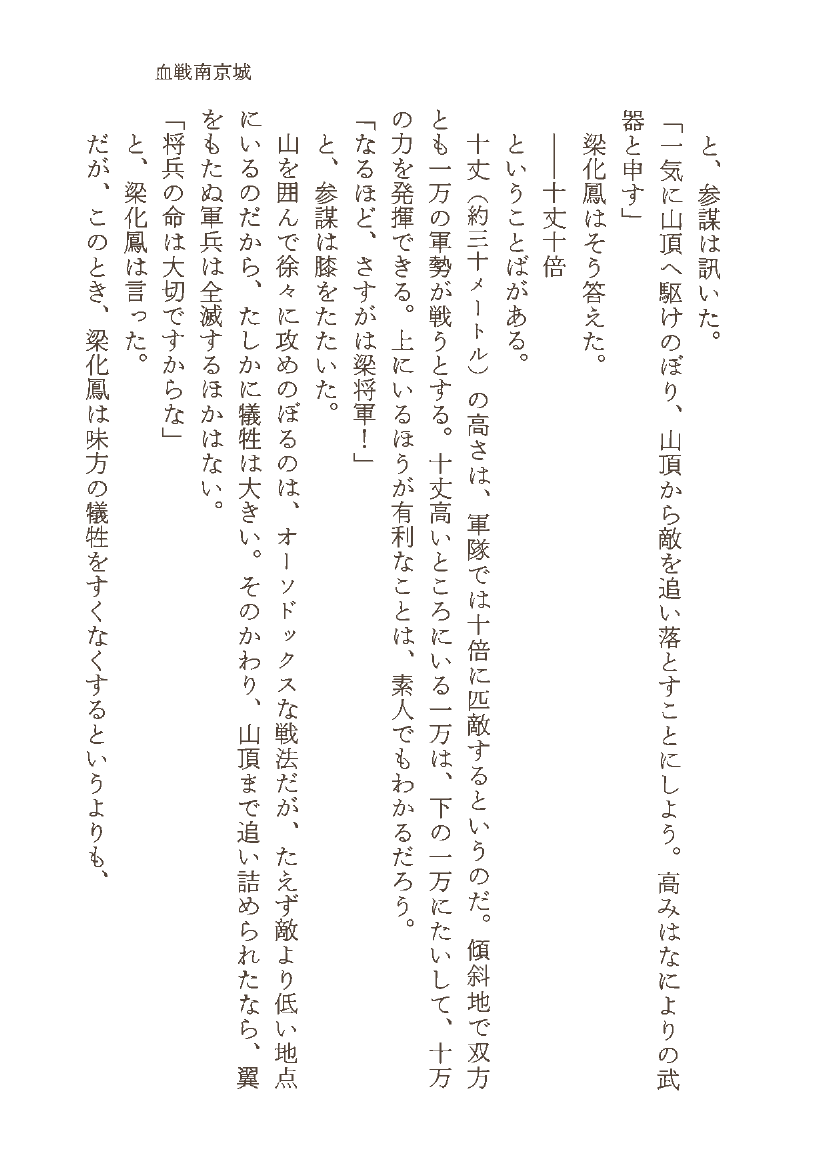 血戦南京城
と、参謀は訊いた。
「一気に山頂へ駆けのぼり、山頂から敵を追い落とすことにしよう。高みはなによりの武
器と申す」
梁化鳳はそう答えた。
――十丈十倍
ということばがある。
十丈（約三十メートル）の高さは、軍隊では十倍に匹敵するというのだ。傾斜地で双方
とも一万の軍勢が戦うとする。十丈高いところにいる一万は、下の一万にたいして、十万
の力を発揮できる。上にいるほうが有利なことは、素人でもわかるだろう。
「なるほど、さすがは梁将軍！」
と、参謀は膝をたたいた。
山を囲んで徐々に攻めのぼるのは、オーソドックスな戦法だが、たえず敵より低い地点
にいるのだから、たしかに犠牲は大きい。そのかわり、山頂まで追い詰められたなら、翼
をもたぬ軍兵は全滅するほかはない。
「将兵の命は大切ですからな」
と、梁化鳳は言った。
だが、このとき、梁化鳳は味方の犠牲をすくなくするというよりも、